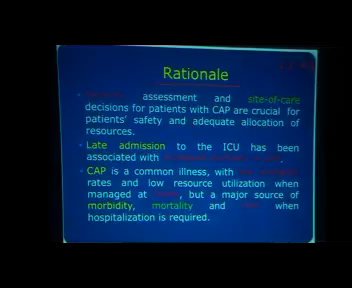 Rationale
assessment and site-of-care
decisions for patients with CAP are crucial for
patients' safety and adequate allocation of
resources.
Late admission to the ICU has been
associated with
CAP is a common illness, with
rates and low resource utilization when
managed at , but a major source of
morbidity, mortality and when
hospitalization is required.